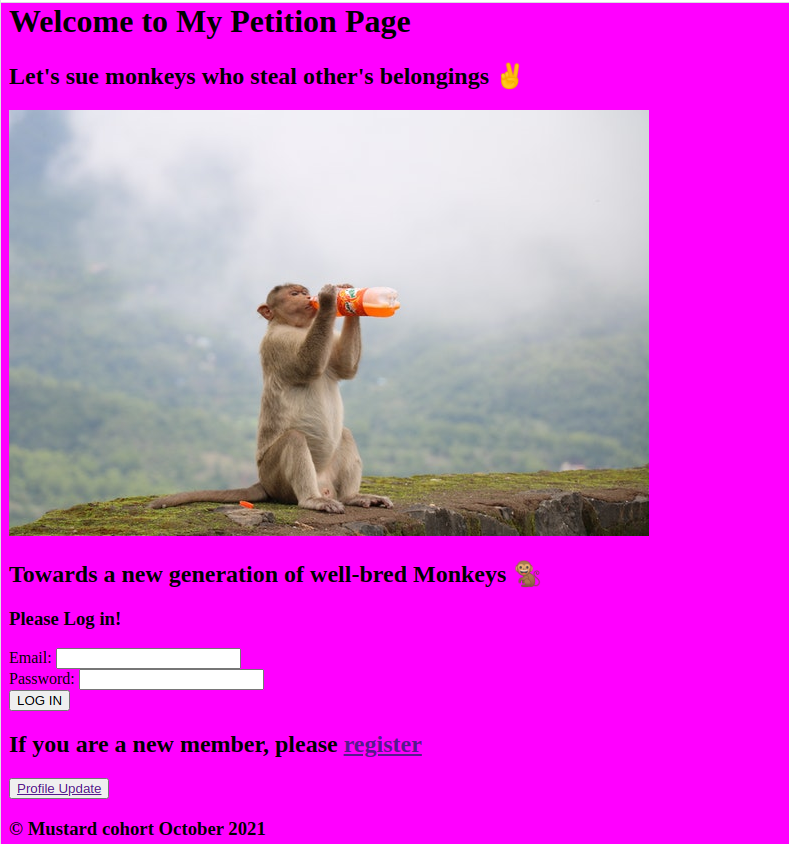 Welcome to My Petition Page
Let's sue monkeys who steal other's belongings ✌
Towards a new generation of well-bred Monkeys 🐒
Please Log in!
Email:
Password:
LOG IN
If you are a new member, please register
Profile Update
© Mustard cohort October 2021